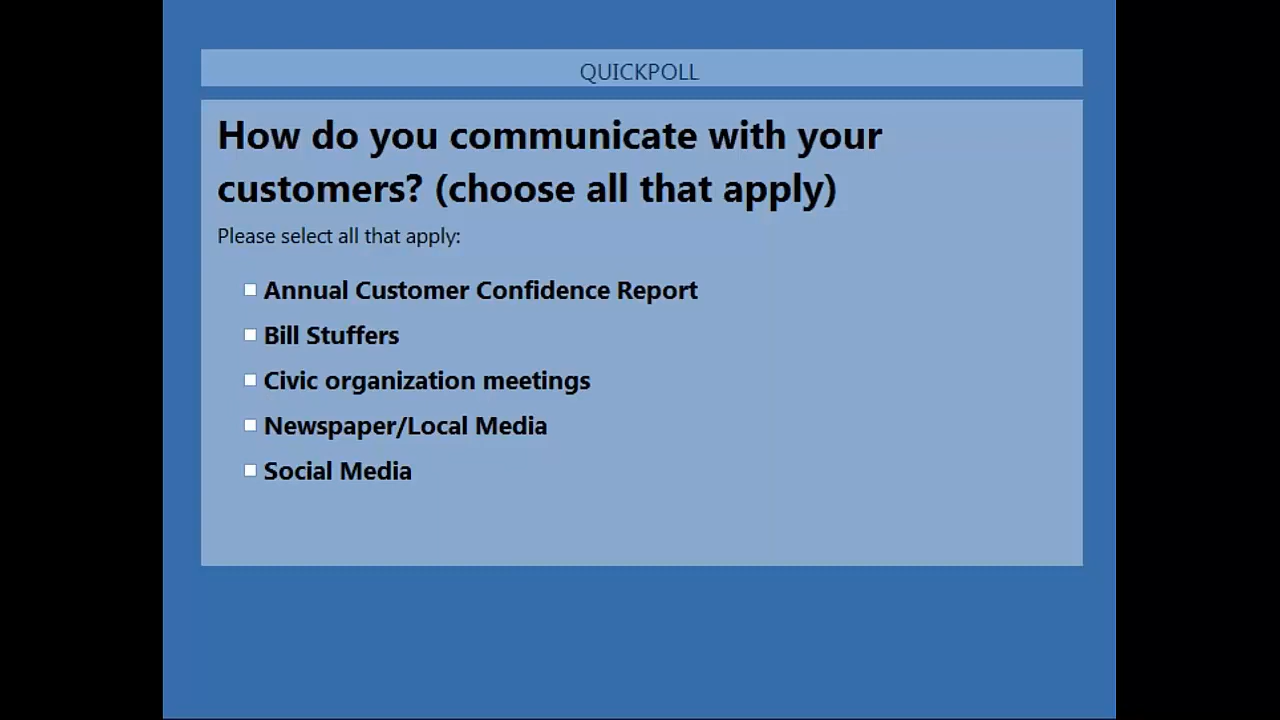 QUICKPOLL
How do you communicate with your
customers? (choose all that apply)
Please select all that apply:
Annual Customer Confidence Report
Bill Stuffers
Civic organization meetings
Newspaper/Local Media
Social Media